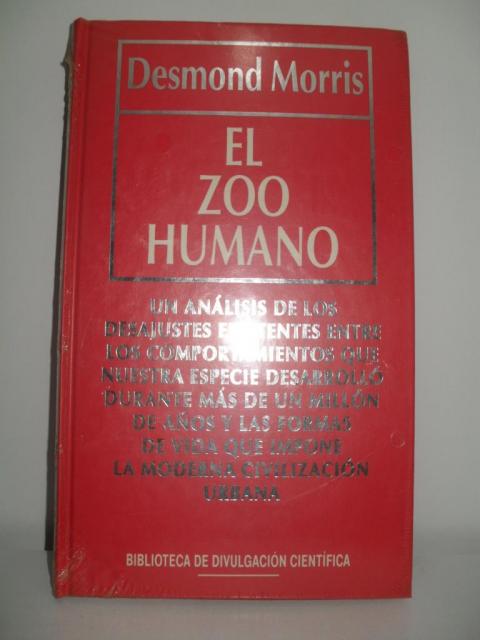 Desmond Morris
EL
ZOO
HUMANO
UN ANÁLISIS DE LOS
DESAJUSTES EXISTENTES ENTRE
LOS COMPORTAMIENTOS QUE
NUESTRA ESPECIE DESARROLLÓ
DURANTE MÁS DE UN MILLÓN
DE AÑOS Y LAS FORMAS
DE VIDA QUE IMPONE
LA MODERNA CIVILIZACIÓN
URBANA
BIBLIOTECA DE DIVULGACIÓN CIENTÍFICA